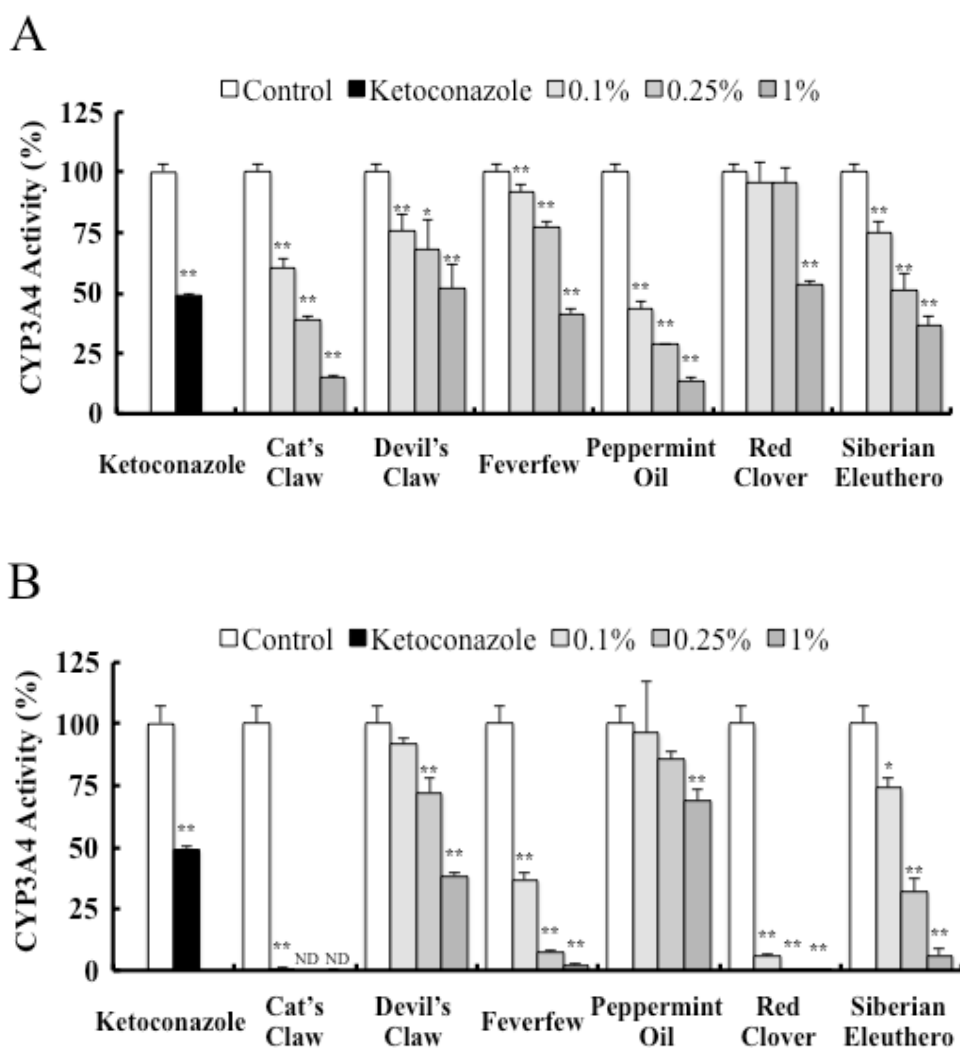 A
Control Ketoconazole 0.1% 0.25% 1%
CYP3A4 Activity (%)
125
100
75
50
25
0
** ** ** ** ** * ** ** ** ** ** ** ** ** ** ** **
Ketoconazole Cat's Claw Devil's Claw Feverfew Peppermint Oil Red Clover Siberian Eleuthero
B
Control Ketoconazole 0.1% 0.25% 1%
CYP3A4 Activity (%)
125
100
75
50
25
0
** ** ND ND ** ** ** ** ** ** ** ** ** * ** **
Ketoconazole Cat's Claw Devil's Claw Feverfew Peppermint Oil Red Clover Siberian Eleuthero